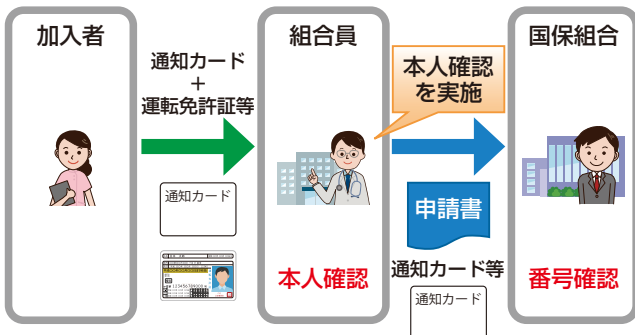 加入者
通知カード
+
運転免許証等
通知カード
組合員
本人確認
本人確認
を実施
申請書
通知カード等
通知カード
国保組合
番号確認